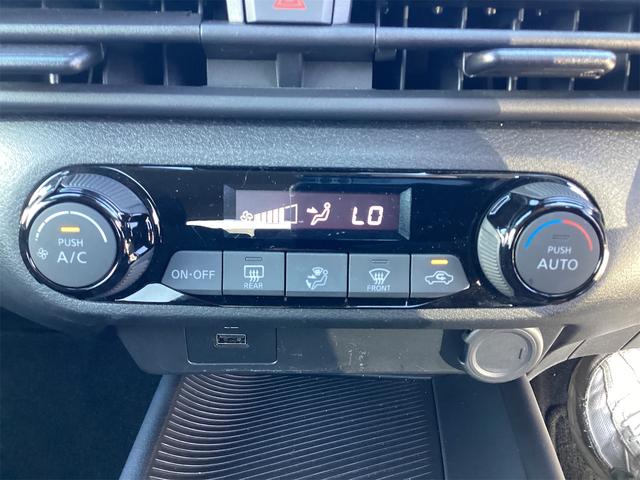 LO
PUSH
A/C
PUSH
AUTO
ON·OFF
REAR
FRONT